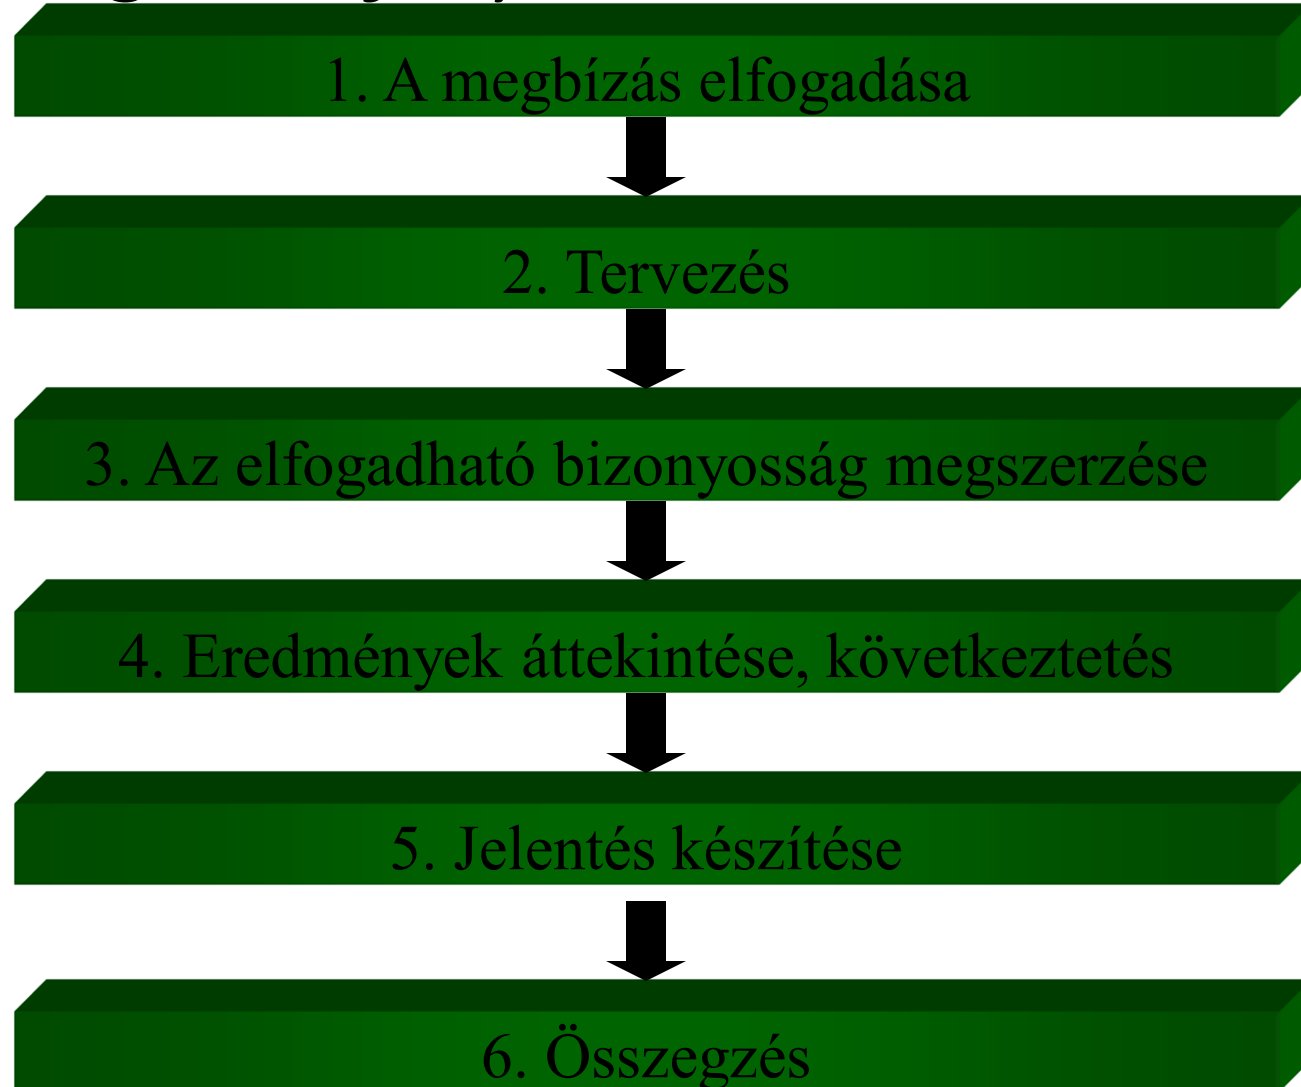 1. A megbízás elfogadása
2. Tervezés
3. Az elfogadható bizonyosság megszerzése
4. Eredmények áttekintése, következtetés
5. Jelentés készítése
6. Összegzés